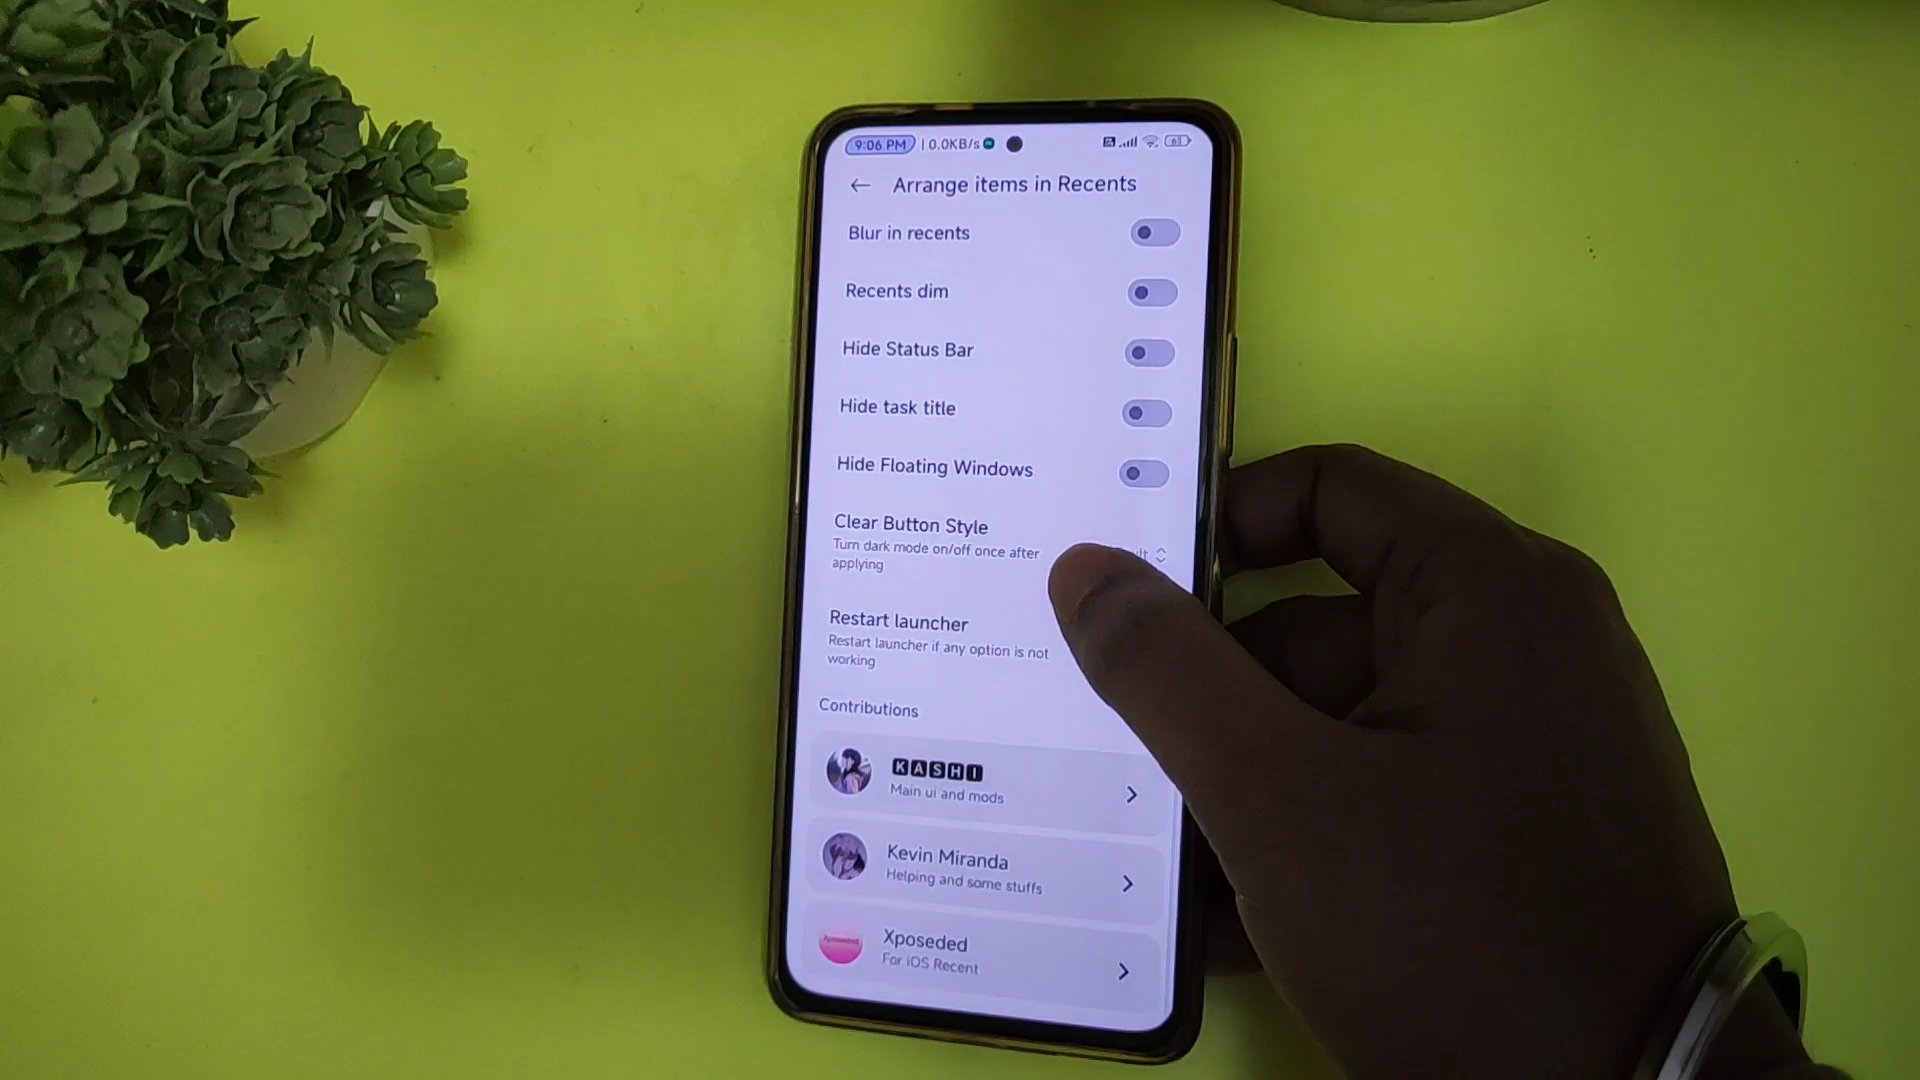 9:06 PM | 0.0KB/s 61
Arrange items in Recents
Blur in recents
Recents dim
Hide Status Bar
Hide task title
Hide Floating Windows
Clear Button Style
Turn dark mode on/off once after
applying
Restart launcher
Restart launcher if any option is not
working
Contributions
KASHI
Main ui and mods
Kevin Miranda
Helping and some stuffs
Xposeded
Xposeded
For iOS Recent